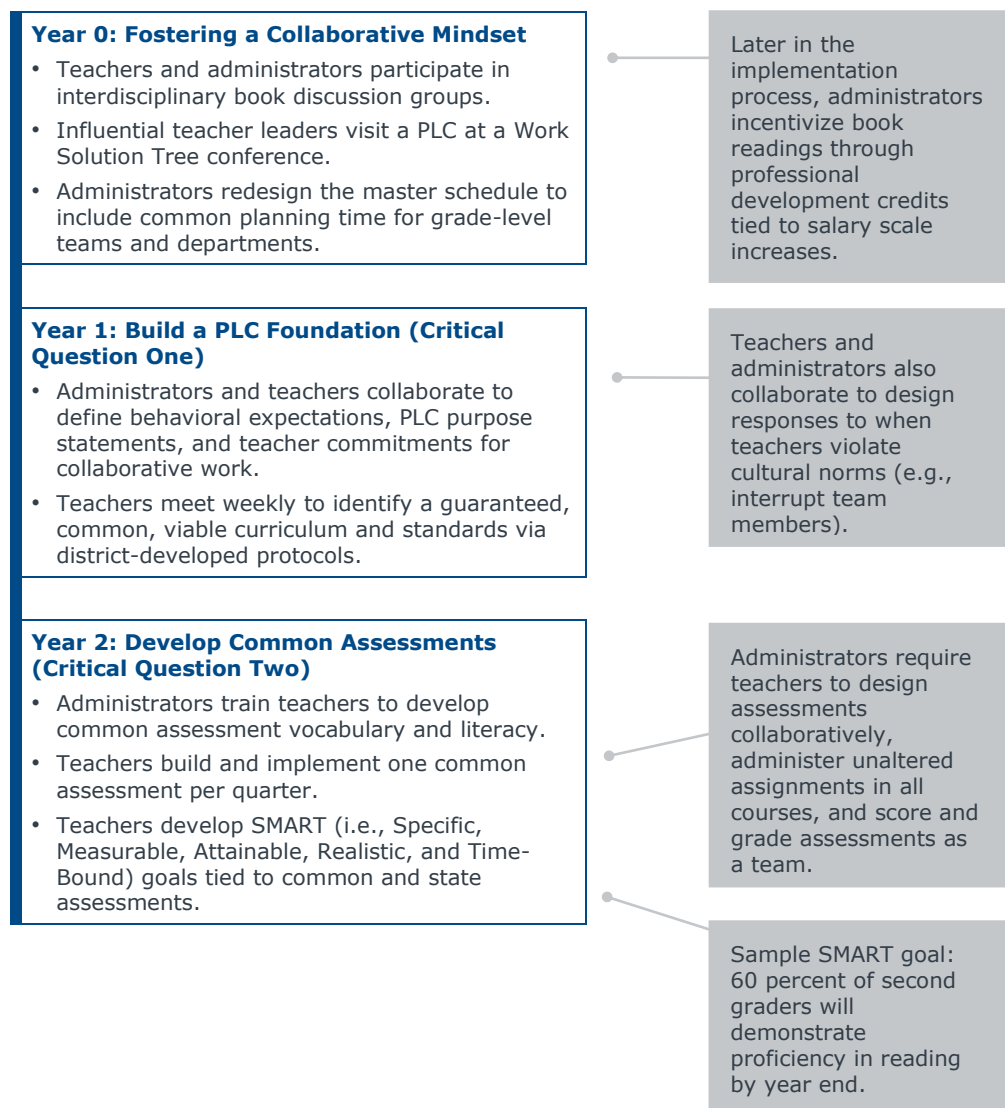 Year 0: Fostering a Collaborative Mindset
• Teachers and administrators participate in
interdisciplinary book discussion groups.
• Influential teacher leaders visit a PLC at a Work
Solution Tree conference.
• Administrators redesign the master schedule to
include common planning time for grade-level
teams and departments.
Later in the
implementation
process, administrators
incentivize book
readings through
professional
development credits
tied to salary scale
increases.
Year 1: Build a PLC Foundation (Critical
Question One)
• Administrators and teachers collaborate to
define behavioral expectations, PLC purpose
statements, and teacher commitments for
collaborative work.
• Teachers meet weekly to identify a guaranteed,
common, viable curriculum and standards via
district-developed protocols.
Teachers and
administrators also
collaborate to design
responses to when
teachers violate
cultural norms (e.g.,
interrupt team
members).
Year 2: Develop Common Assessments
(Critical Question Two)
• Administrators train teachers to develop
common assessment vocabulary and literacy.
• Teachers build and implement one common
assessment per quarter.
• Teachers develop SMART (i.e., Specific,
Measurable, Attainable, Realistic, and Time-
Bound) goals tied to common and state
assessments.
Administrators require
teachers to design
assessments
collaboratively,
administer unaltered
assignments in all
courses, and score and
grade assessments as
a team.
Sample SMART goal:
60 percent of second
graders will
demonstrate
proficiency in reading
by year end.